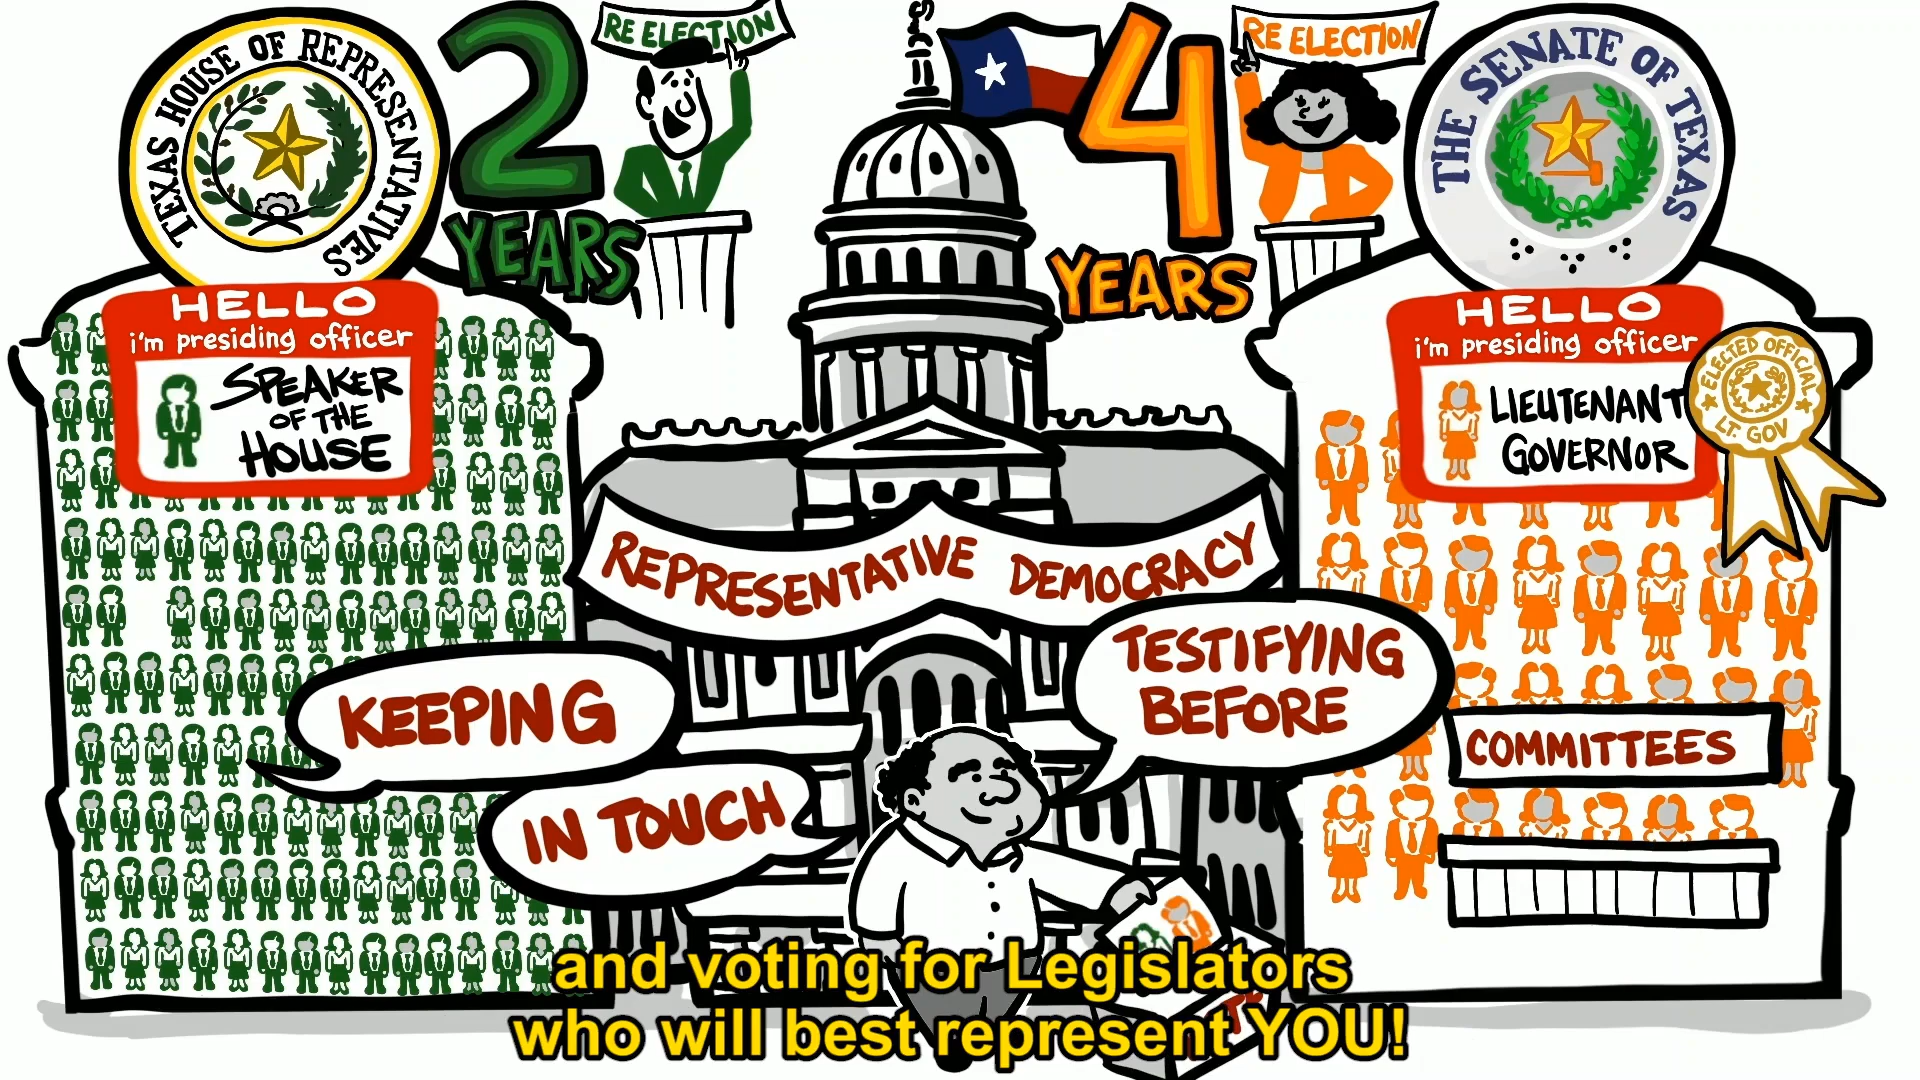 TEXAS HOUSE OF REPRESENTATIVES
2
YEARS
RE ELECTION
4
YEARS
RE ELECTION
THE SENATE OF TEXAS
HELLO
i'm presiding officer
SPEAKER
OF THE
HOUSE
HELLO
i'm presiding officer
LIEUTENANT
GOVERNOR
ELECTED OFFICIAL
LT. GOV
REPRESENTATIVE DEMOCRACY
KEEPING
IN TOUCH
TESTIFYING
BEFORE
COMMITTEES
and voting for Legislators
who will best represent YOU!